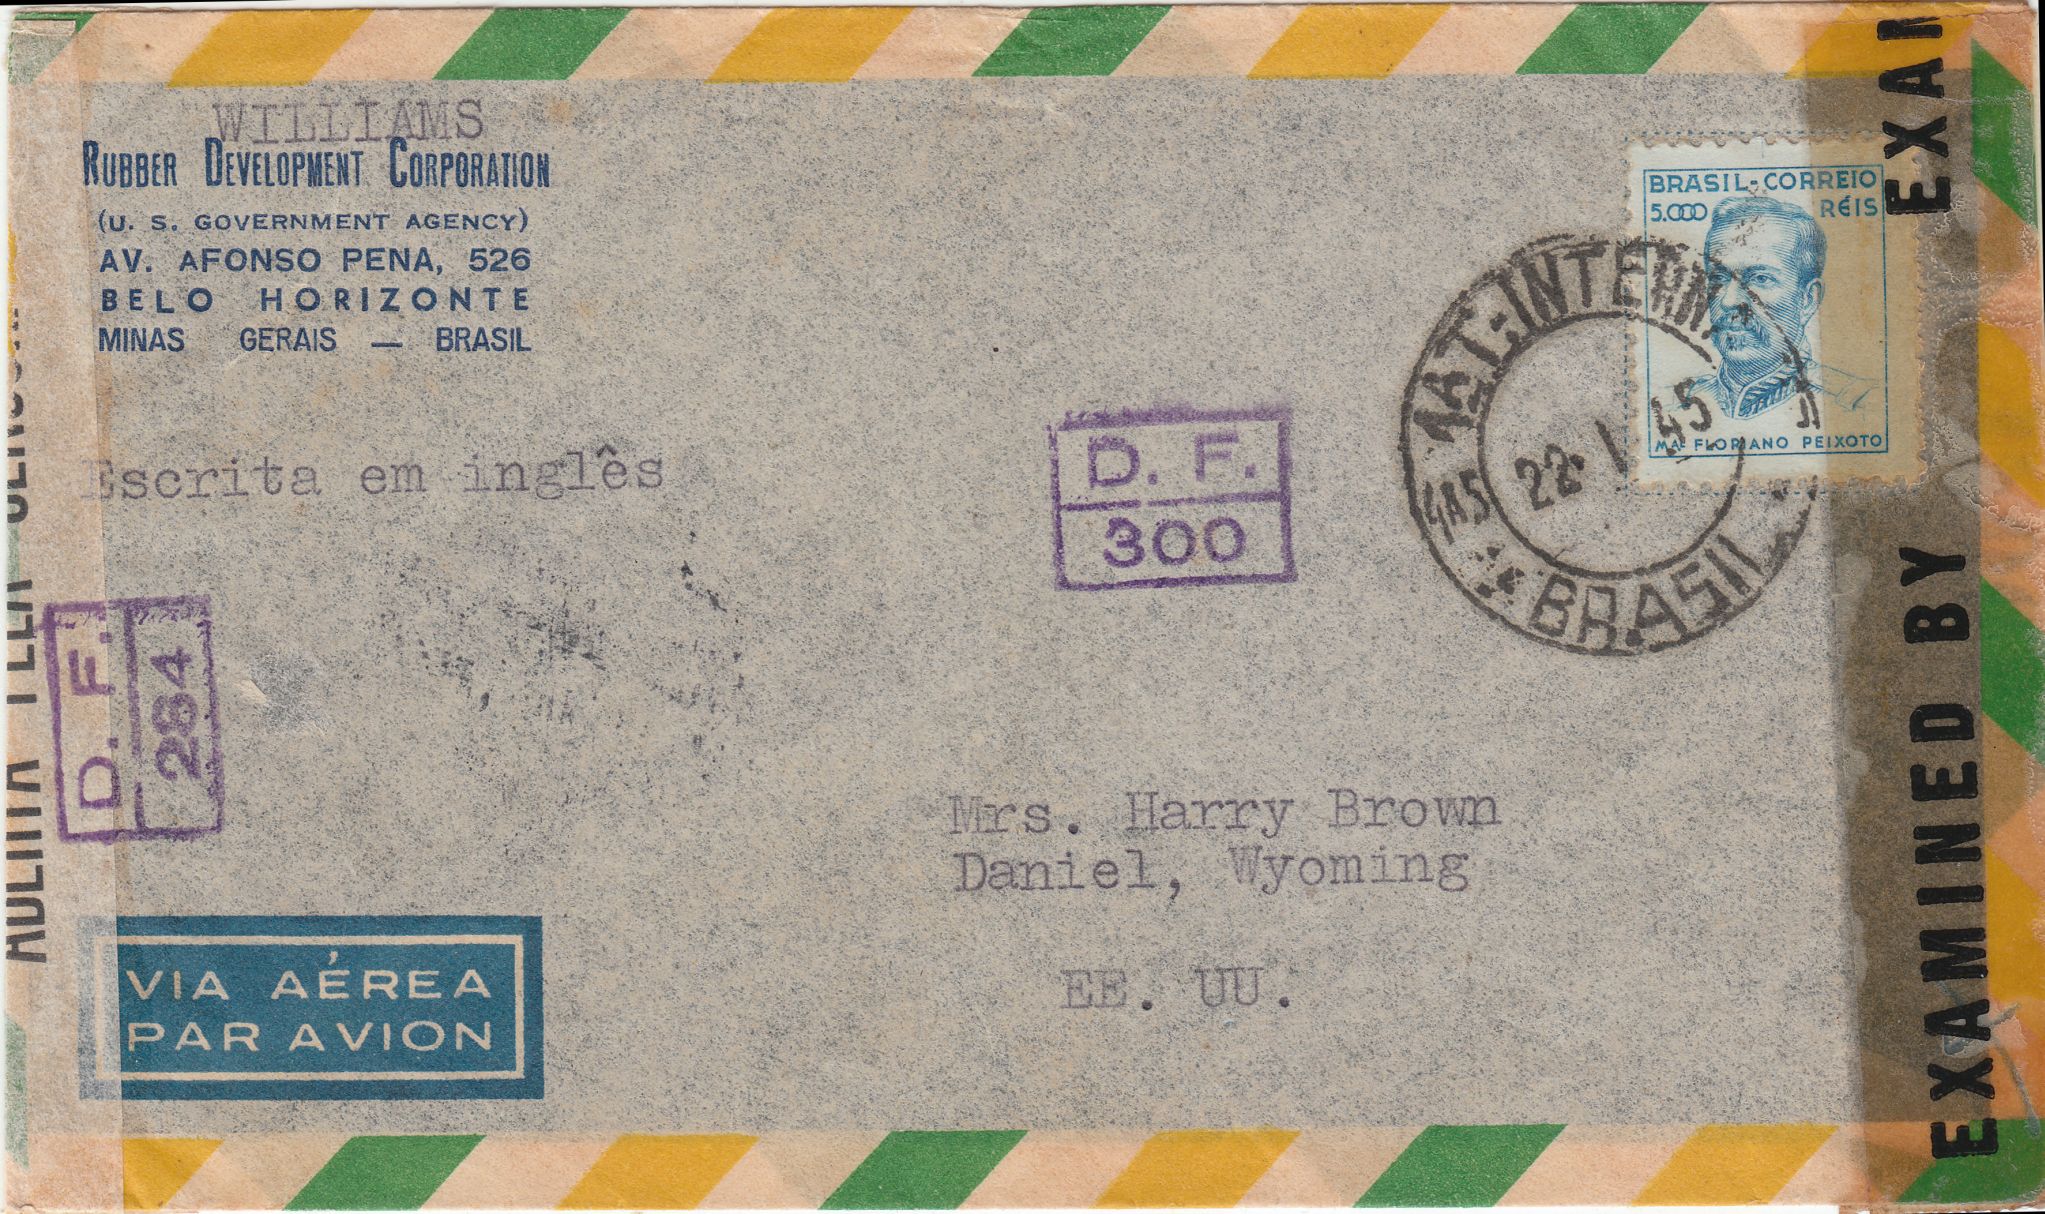 WILLIAMS
RUBBER DEVELOPMENT CORPORATION
(U. S. GOVERNMENT AGENCY)
AV. AFONSO PENA, 526
BELO HORIZONTE
MINAS GERAIS — BRASIL
Escrita em inglês
BRASIL-CORREIO
5.000 RÉIS
MAL FLORIANO PEIXOTO
22 I 45
BRASIL
D. F.
300
D. F.
284
Mrs. Harry Brown
Daniel, Wyoming
EE. UU.
VIA AÉREA
PAR AVION
EXAMINED BY EXAM